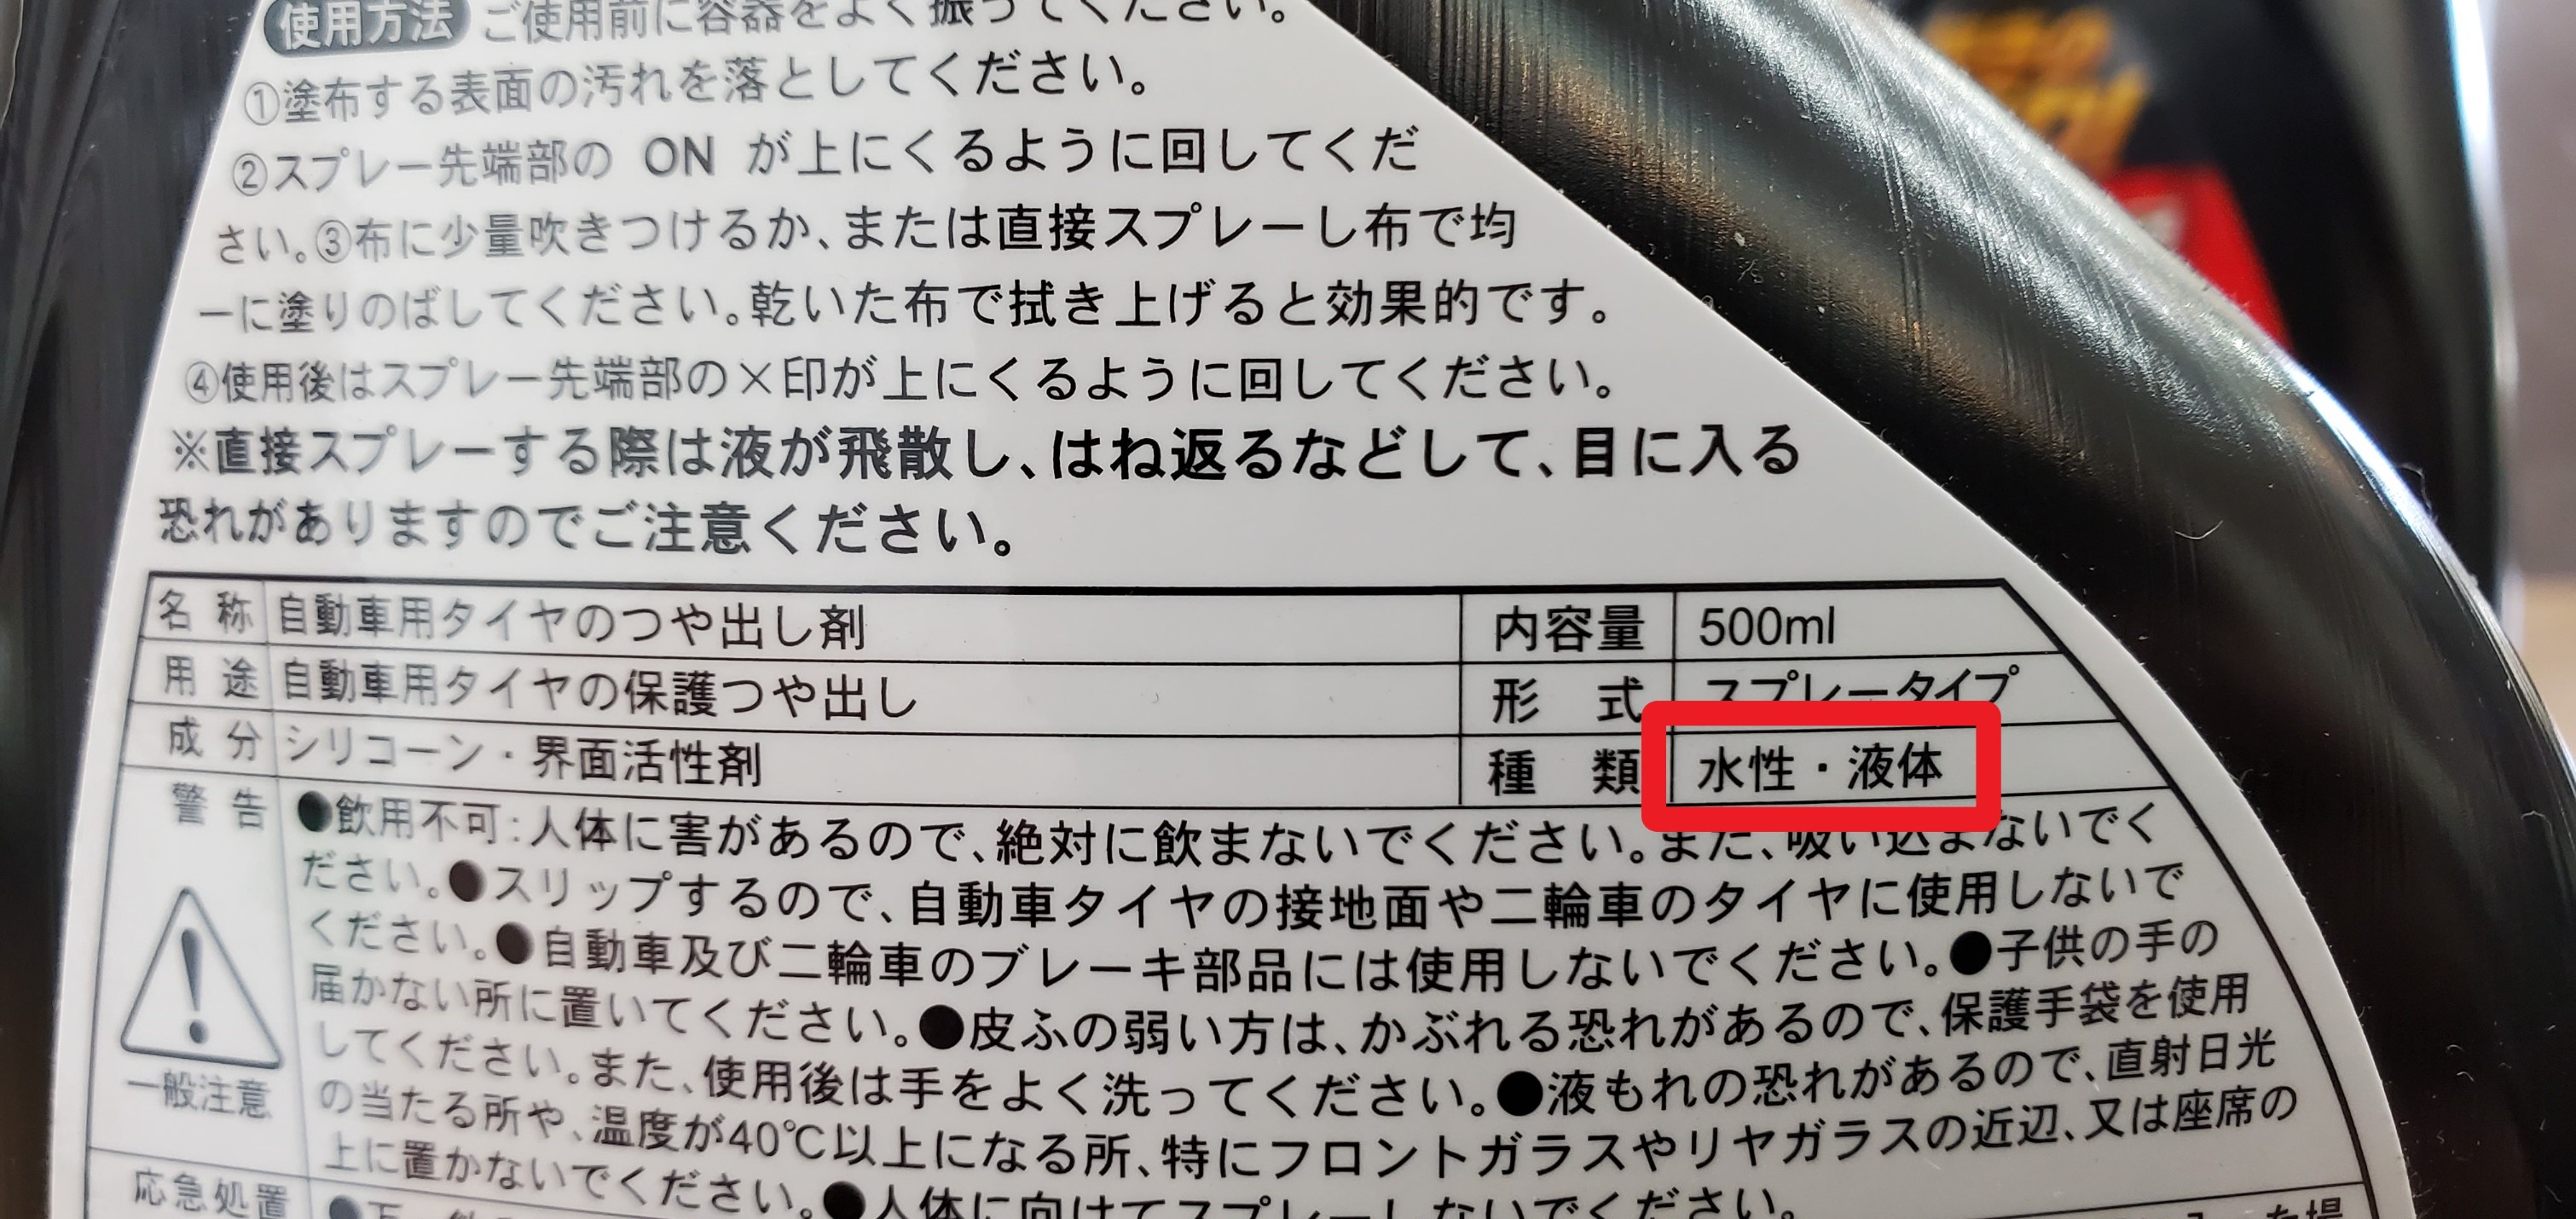 使用方法 ご使用前に容器をよく振ってください。
①塗布する表面の汚れを落としてください。
②スプレー先端部の ON が上にくるように回してくだ
さい。③布に少量吹きつけるか、または直接スプレーし布で均
一に塗りのばしてください。乾いた布で拭き上げると効果的です。
④使用後はスプレー先端部の×印が上にくるように回してください。
※直接スプレーする際は液が飛散し、はね返るなどして、目に入る
恐れがありますのでご注意ください。
名 称 自動車用タイヤのつや出し剤 内容量 500ml
用 途 自動車用タイヤの保護つや出し 形 式 スプレータイプ
成 分 シリコーン・界面活性剤 種 類 水性・液体
警 告 ●飲用不可:人体に害があるので、絶対に飲まないでください。また、吸い込まないでく
ださい。●スリップするので、自動車タイヤの接地面や二輪車のタイヤに使用しないで
ください。●自動車及び二輪車のブレーキ部品には使用しないでください。●子供の手の
届かない所に置いてください。●皮ふの弱い方は、かぶれる恐れがあるので、保護手袋を使用
してください。また、使用後は手をよく洗ってください。●液もれの恐れがあるので、直射日光
の当たる所や、温度が40℃以上になる所、特にフロントガラスやリヤガラスの近辺、又は座席の
上に置かないでください。●人体に向けてスプレーしないでください。
一般注意
応急処置